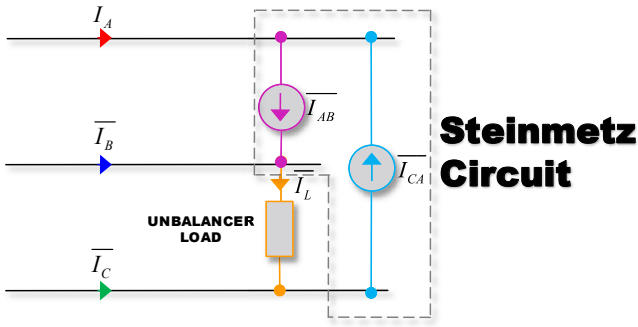 I_A
I_AB
Steinmetz
Circuit
I_B
I_CA
I_L
UNBALANCER
LOAD
I_C